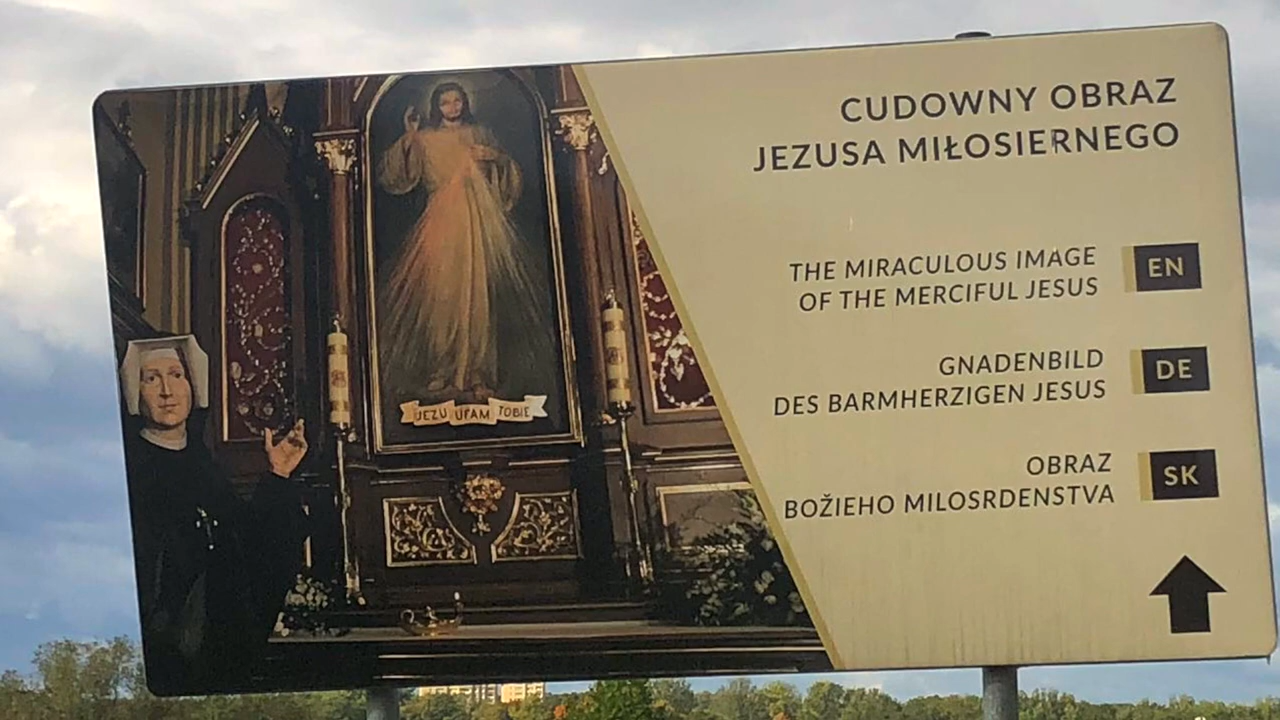 CUDOWNY OBRAZ
JEZUSA MIŁOSIERNEGO
THE MIRACULOUS IMAGE
OF THE MERCIFUL JESUS
EN
GNADENBILD
DES BARMHERZIGEN JESUS
DE
OBRAZ
BOŽIEHO MILOSRDENSTVA
SK
JEZU UFAM TOBIE